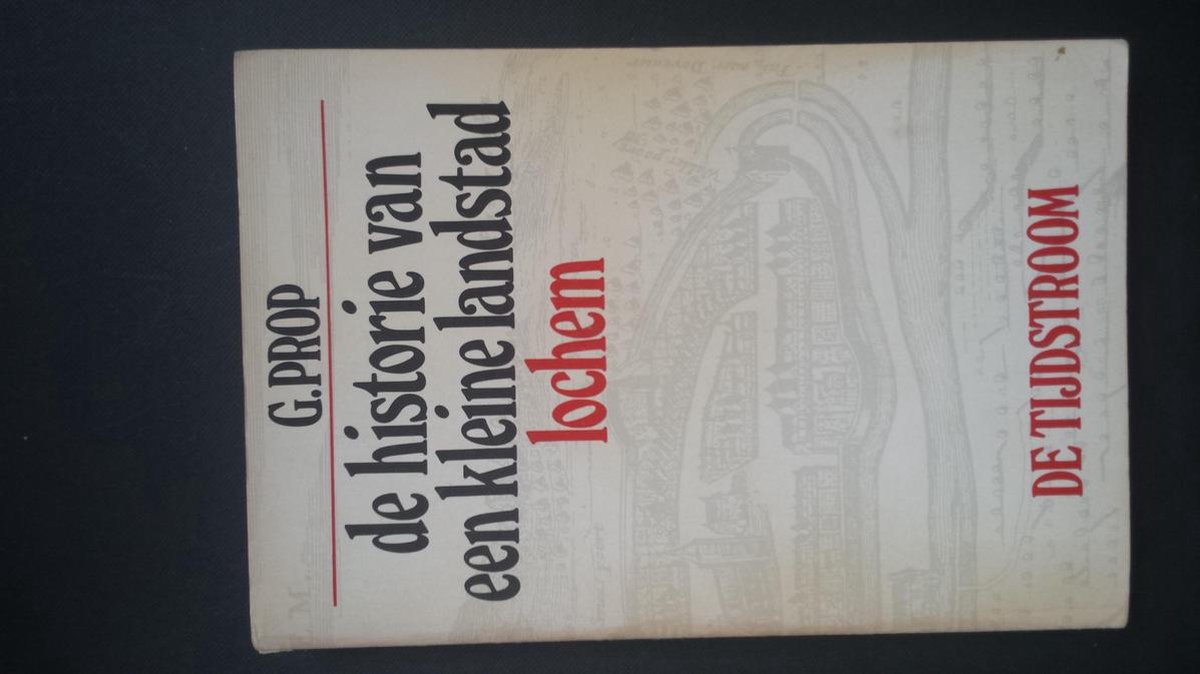 G.PROP
de historie van
een kleine landstad
lochem
DE TIJDSTROOM